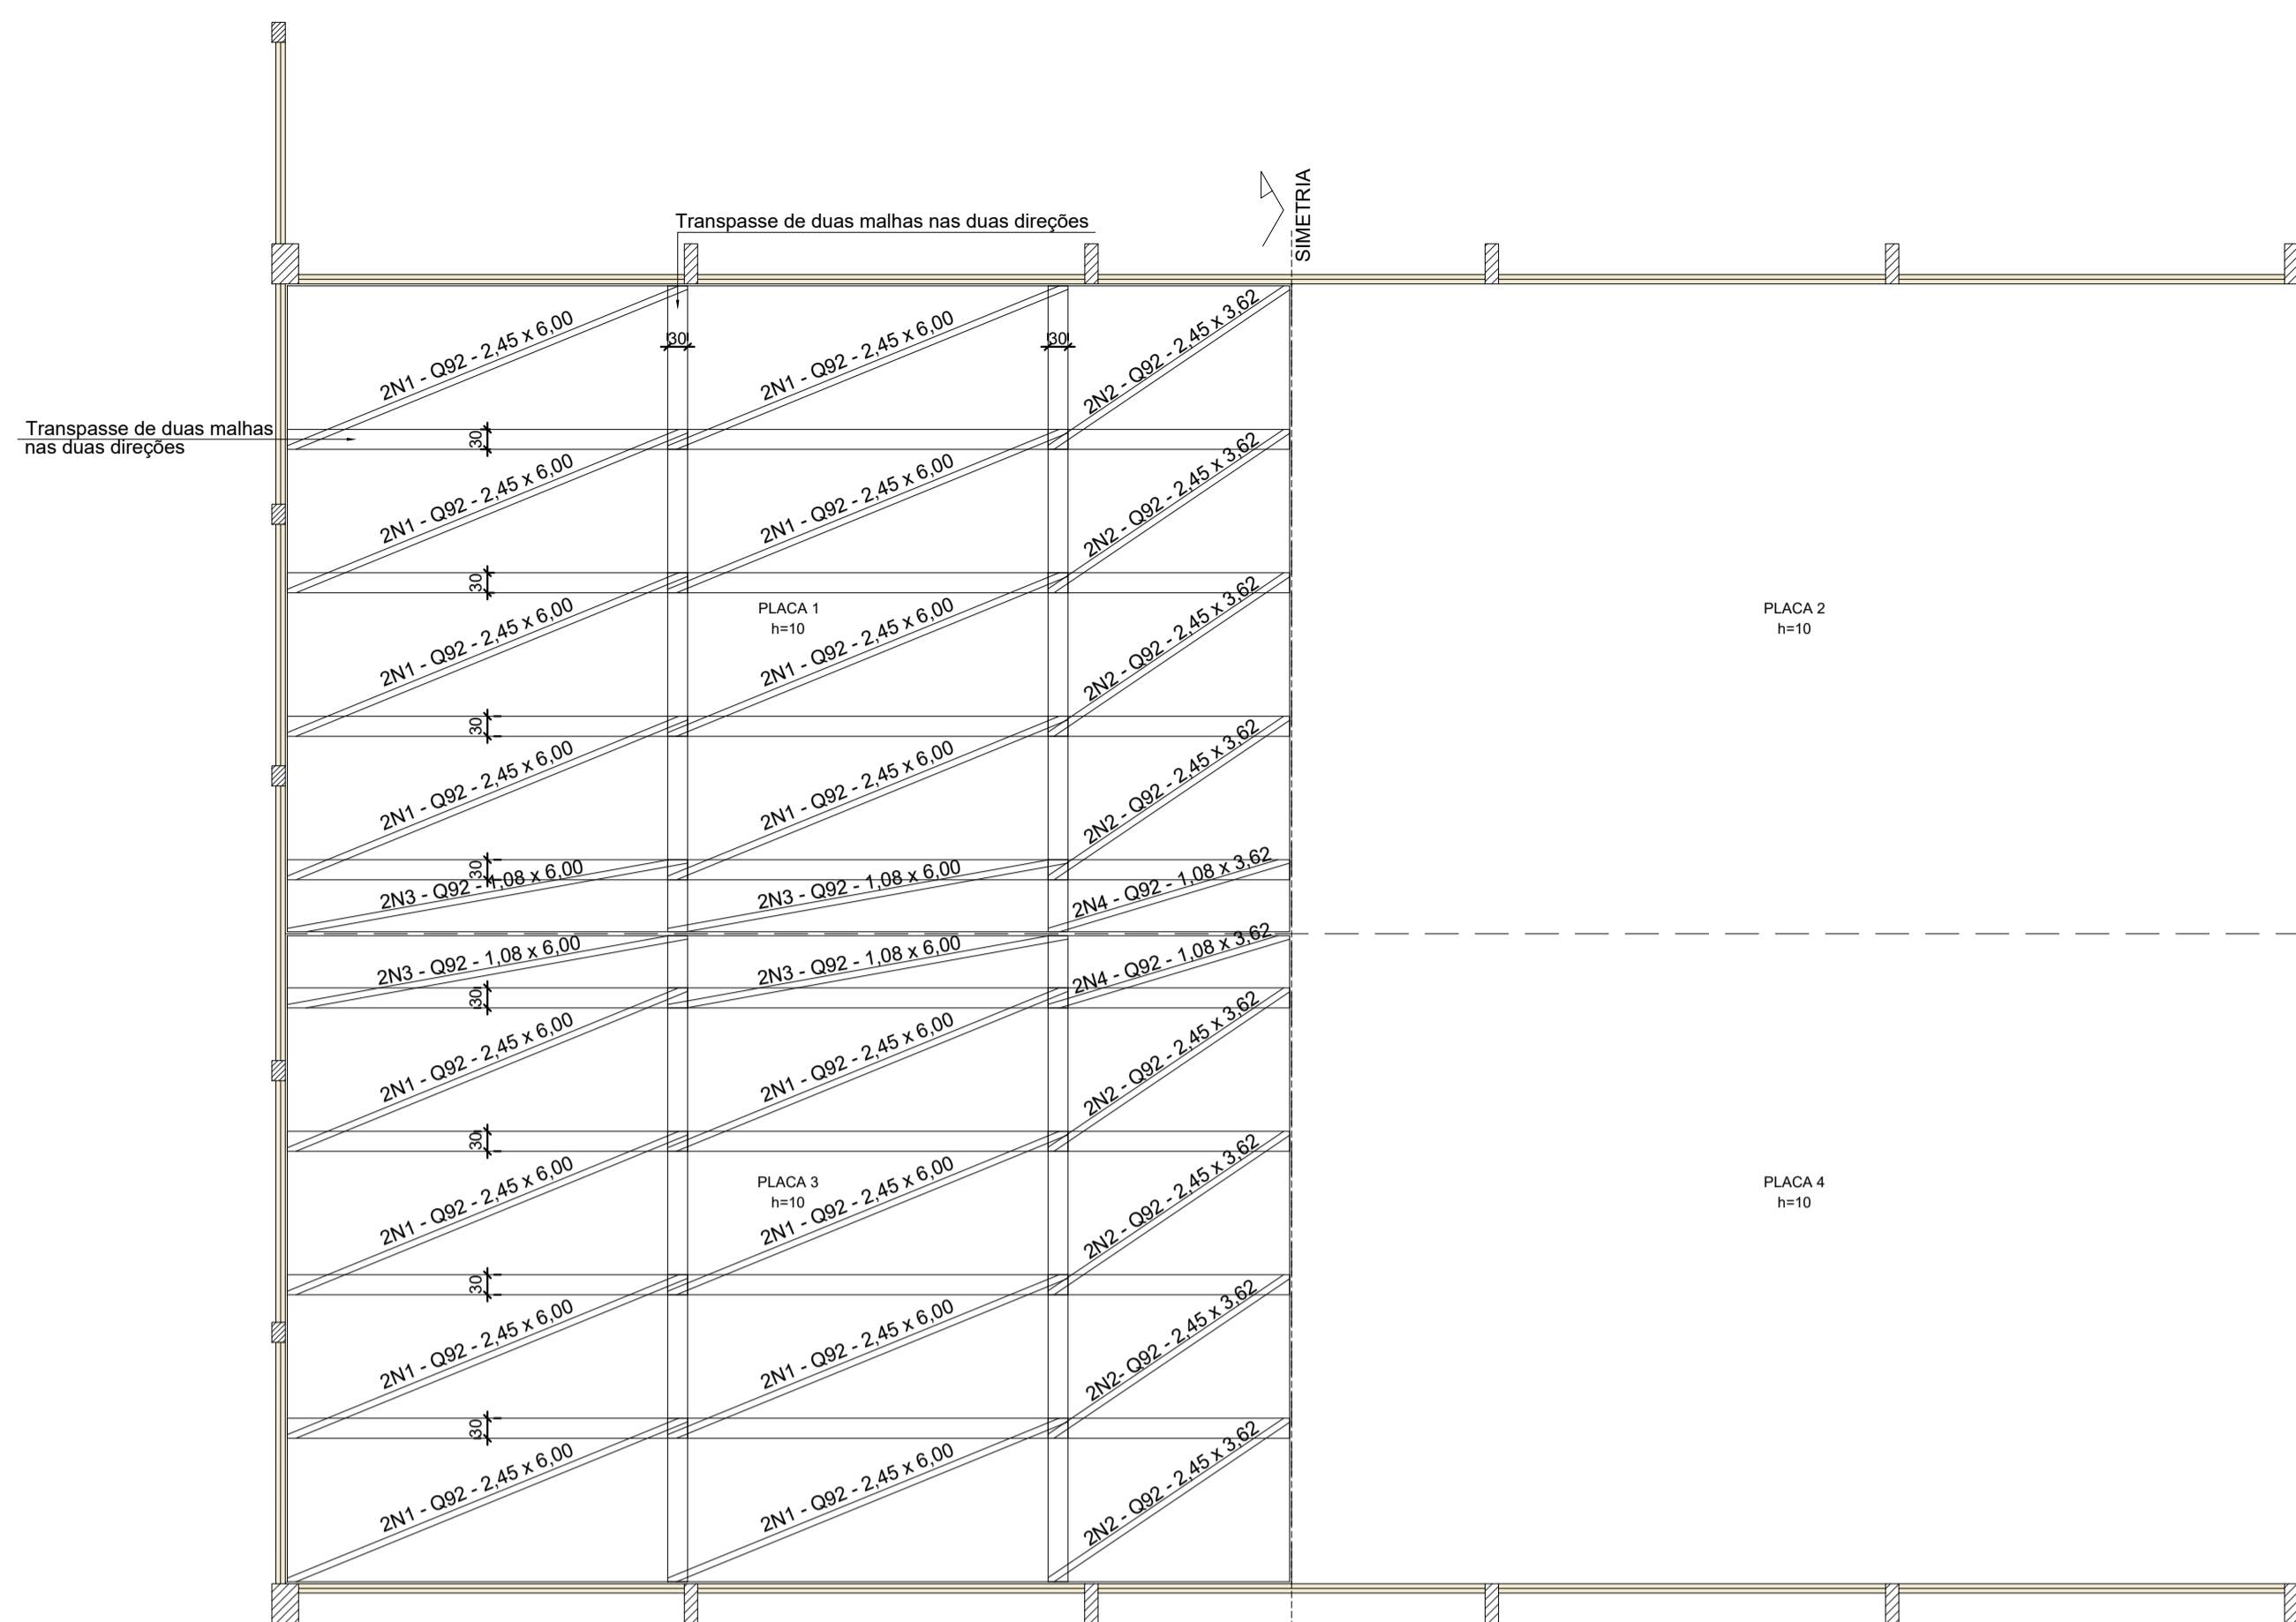 SIMETRIA
Transpasse de duas malhas nas duas direções
2N1 - Q92 - 2,45 x 6,00
2N1 - Q92 - 2,45 x 6,00
2N2 - Q92 - 2,45 x 3,62
30
30
Transpasse de duas malhas
nas duas direções
30
2N1 - Q92 - 2,45 x 6,00
2N1 - Q92 - 2,45 x 6,00
2N2 - Q92 - 2,45 x 3,62
30
PLACA 1
h=10
PLACA 2
h=10
2N1 - Q92 - 2,45 x 6,00
2N1 - Q92 - 2,45 x 6,00
2N2 - Q92 - 2,45 x 3,62
30
2N1 - Q92 - 2,45 x 6,00
2N1 - Q92 - 2,45 x 6,00
2N2 - Q92 - 2,45 x 3,62
30
2N3 - Q92 - 1,08 x 6,00
2N3 - Q92 - 1,08 x 6,00
2N4 - Q92 - 1,08 x 3,62
2N3 - Q92 - 1,08 x 6,00
2N3 - Q92 - 1,08 x 6,00
2N4 - Q92 - 1,08 x 3,62
30
2N1 - Q92 - 2,45 x 6,00
2N1 - Q92 - 2,45 x 6,00
2N2 - Q92 - 2,45 x 3,62
30
PLACA 3
h=10
PLACA 4
h=10
2N1 - Q92 - 2,45 x 6,00
2N1 - Q92 - 2,45 x 6,00
2N2 - Q92 - 2,45 x 3,62
30
2N1 - Q92 - 2,45 x 6,00
2N1 - Q92 - 2,45 x 6,00
2N2- Q92 - 2,45 x 3,62
30
2N1 - Q92 - 2,45 x 6,00
2N1 - Q92 - 2,45 x 6,00
2N2 - Q92 - 2,45 x 3,62